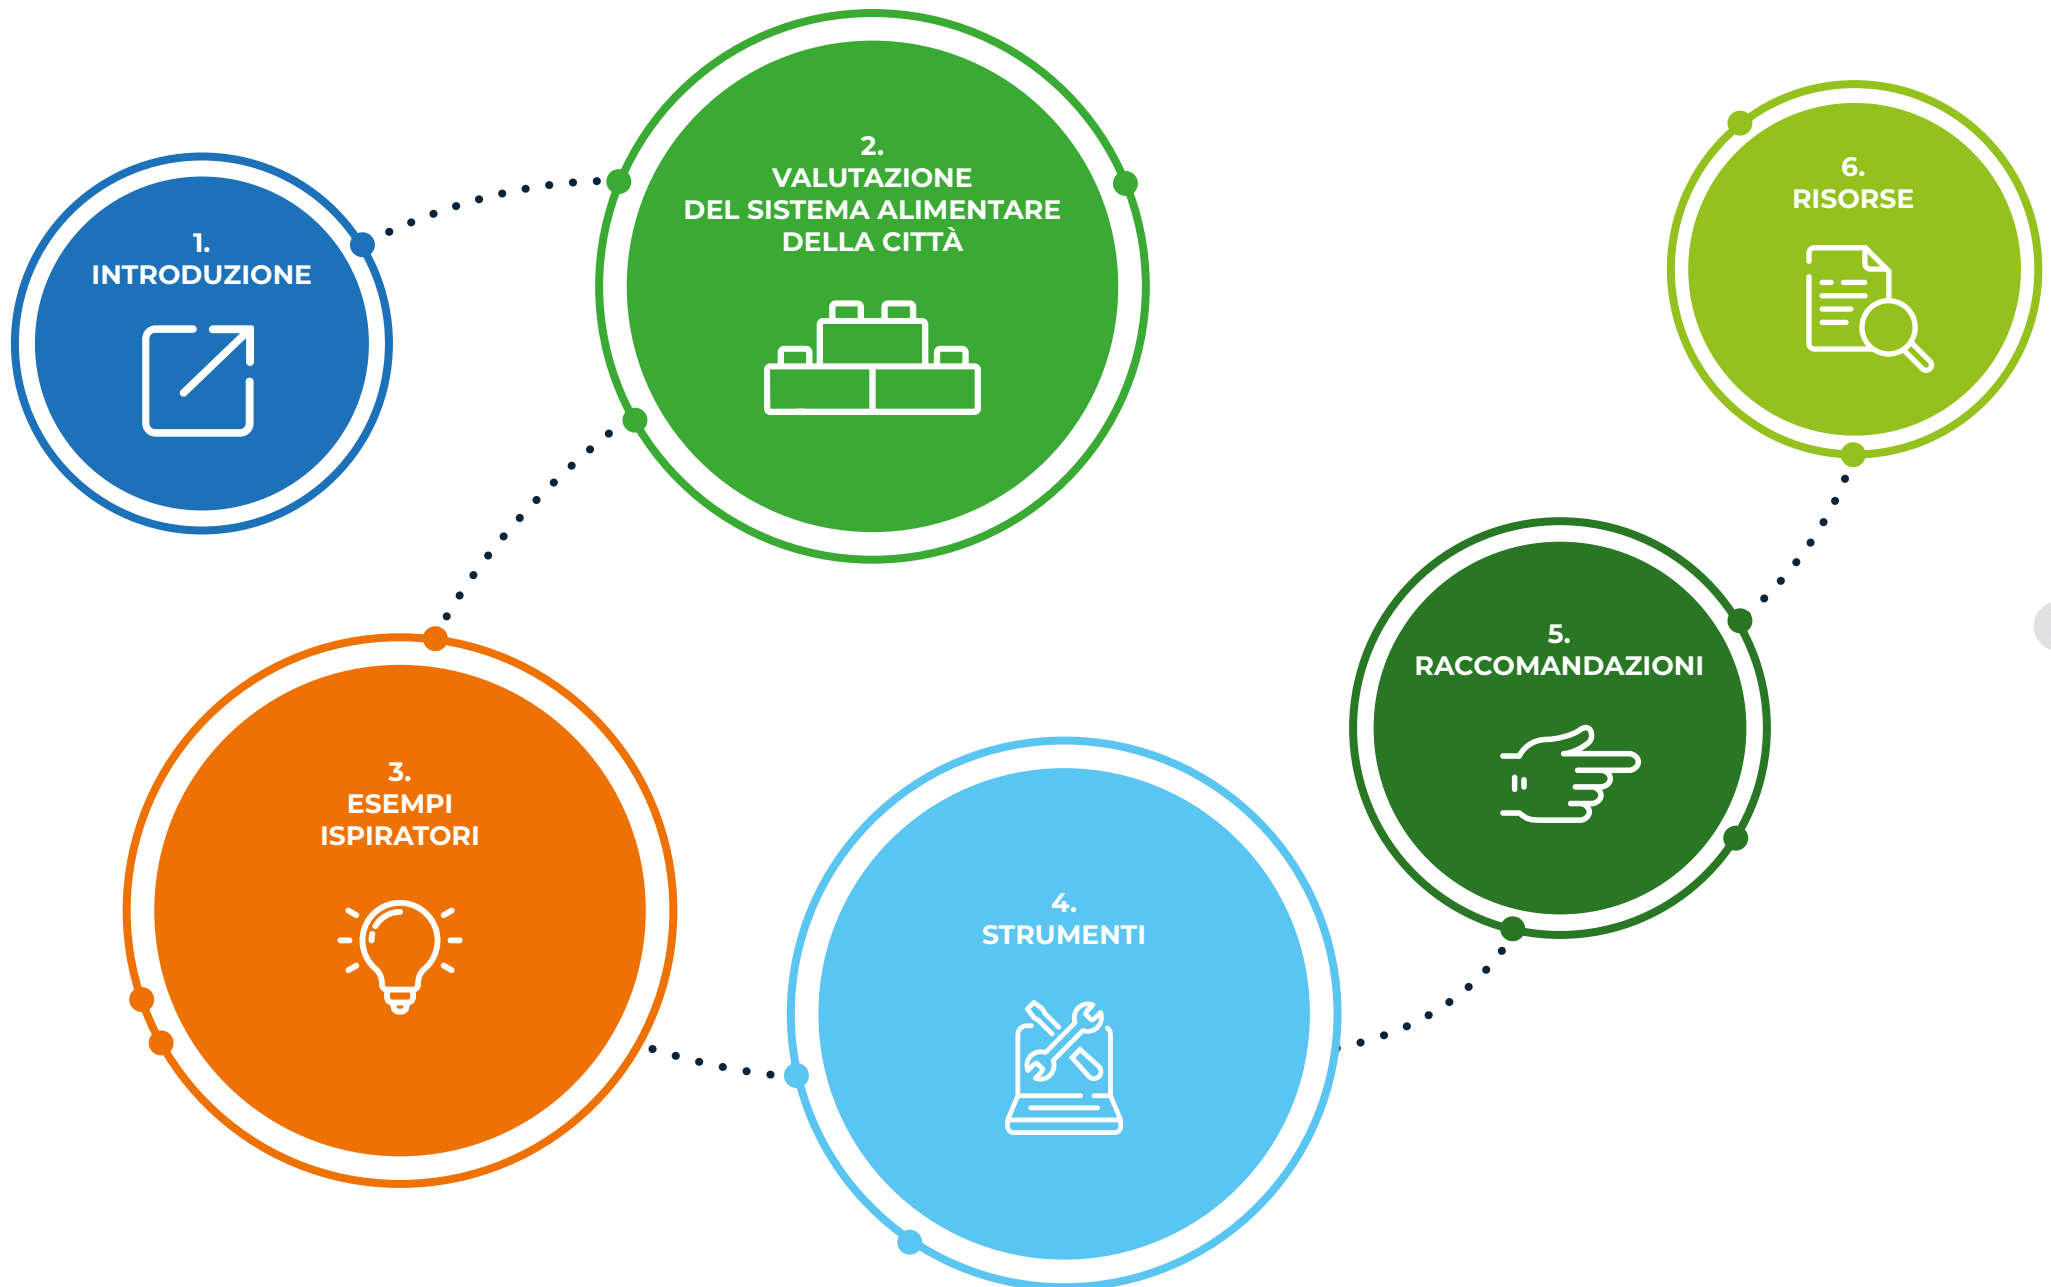 1.
INTRODUZIONE
2.
VALUTAZIONE
DEL SISTEMA ALIMENTARE
DELLA CITTÀ
3.
ESEMPI
ISPIRATORI
4.
STRUMENTI
5.
RACCOMANDAZIONI
6.
RISORSE